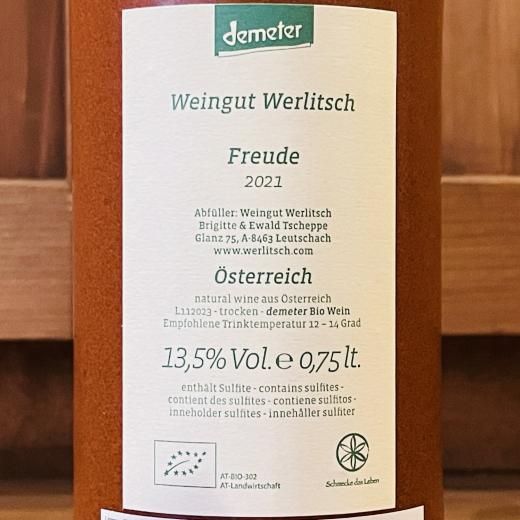 demeter
Weingut Werlitsch
Freude
2021
Abfüller: Weingut Werlitsch
Brigitte & Ewald Tscheppe
Glanz 75, A-8463 Leutschach
www.werlitsch.com
Österreich
natural wine aus Österreich
L112023 - trocken - demeter Bio Wein
Empfohlene Trinktemperatur 12 – 14 Grad
13,5% Vol. ℮ 0,75 lt.
enthält Sulfite - contains sulfites -
contient des sulfites - contiene sulfitos -
inneholder sulfites - innehåller sulfiter
AT-BIO-302
AT-Landwirtschaft
Schmecke das Leben